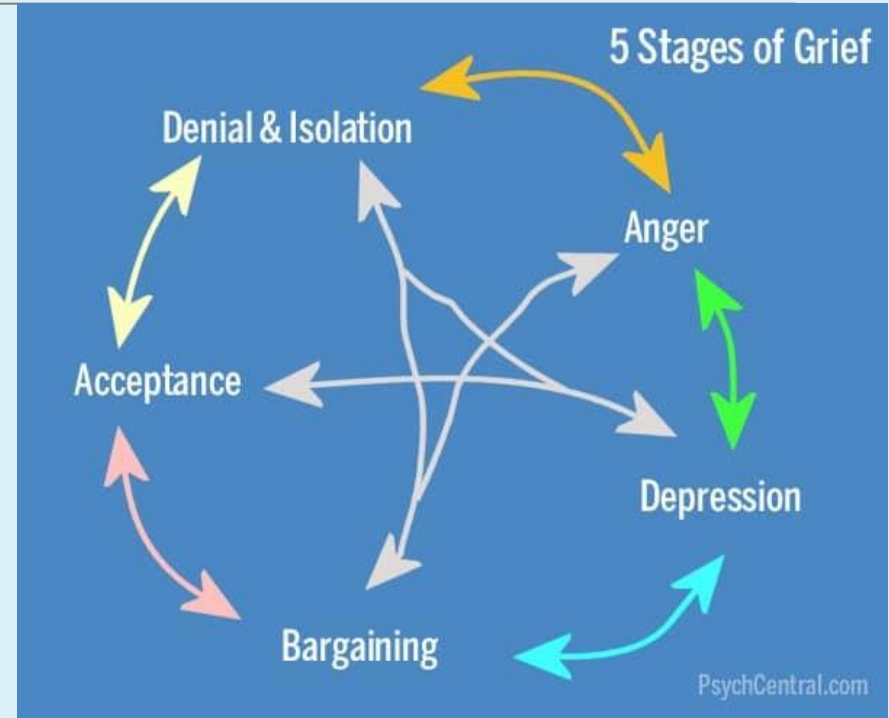 5 Stages of Grief
Denial & Isolation
Anger
Acceptance
Depression
Bargaining
PsychCentral.com